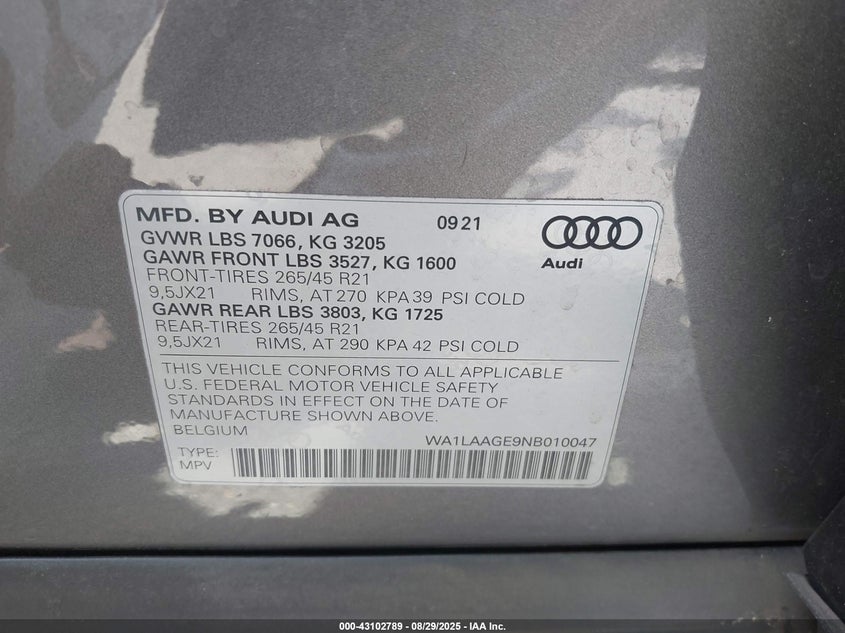 MFD. BY AUDI AG 09 21
GVWR LBS 7066, KG 3205
GAWR FRONT LBS 3527, KG 1600
FRONT-TIRES 265/45 R21
9,5JX21 RIMS, AT 270 KPA 39 PSI COLD
GAWR REAR LBS 3803, KG 1725
REAR-TIRES 265/45 R21
9,5JX21 RIMS, AT 290 KPA 42 PSI COLD
Audi
THIS VEHICLE CONFORMS TO ALL APPLICABLE
U.S. FEDERAL MOTOR VEHICLE SAFETY
STANDARDS IN EFFECT ON THE DATE OF
MANUFACTURE SHOWN ABOVE.
BELGIUM WA1LAAGE9NB010047
TYPE:
MPV
000-43102789 - 08/29/2025 - IAA Inc.